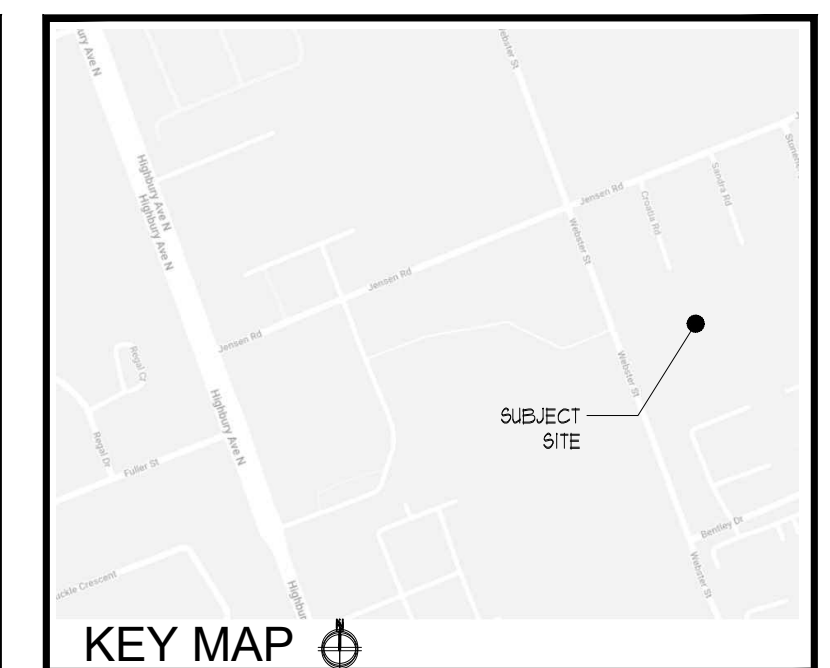 ury Ave N
Webster St
Highbury Ave N
Highbury Ave N
Jensen Rd
Croatia Rd
Sandra Rd
Webster St
Jensen Rd
Jensen Rd
Regal Cr
Webster St
Highbury Ave N
SUBJECT
SITE
Regal Dr
Fuller St
Bentley Dr
uckle Crescent
Highbur
Webster St
KEY MAP
N